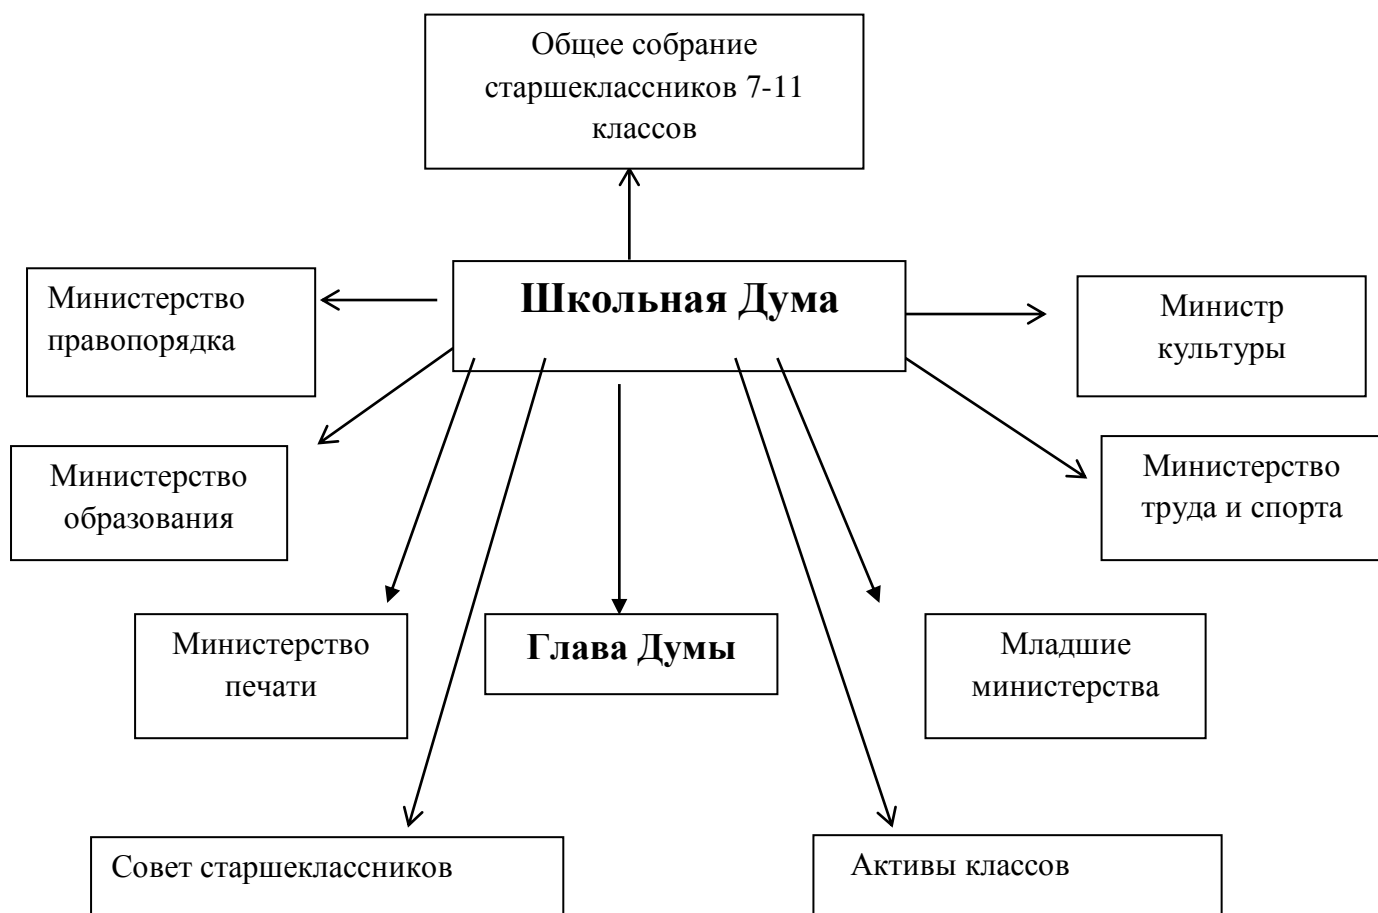 Общее собрание
старшеклассников 7-11
классов
Школьная Дума
Министерство
правопорядка
Министр
культуры
Министерство
образования
Министерство
труда и спорта
Министерство
печати
Глава Думы
Младшие
министерства
Совет старшеклассников
Активы классов